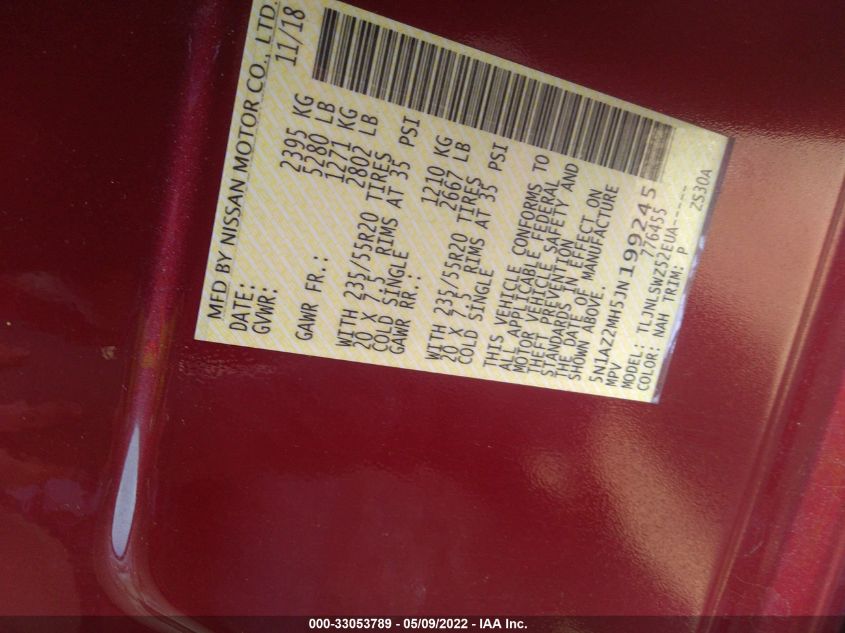 MFD BY NISSAN MOTOR CO., LTD.
DATE: 11/18
GVWR: 2395 KG
5280 LB
GAWR FR.: 1271 KG
2802 LB
WITH 235/55R20 TIRES
20 X 7.5 RIMS AT 35 PSI
COLD SINGLE
GAWR RR.: 1210 KG
2667 LB
WITH 235/55R20 TIRES
20 X 7.5 RIMS AT 35 PSI
COLD SINGLE
THIS VEHICLE CONFORMS TO
ALL APPLICABLE FEDERAL
MOTOR VEHICLE SAFETY AND
THEFT PREVENTION
STANDARDS IN EFFECT ON
THE DATE OF MANUFACTURE
SHOWN ABOVE.
5N1AZ2MH5JN199245
MPV 776455
MODEL: TLJNLSWZ52EUA-----
COLOR: NAH TRIM: P ZS30A
000-33053789 - 05/09/2022 - IAA Inc.